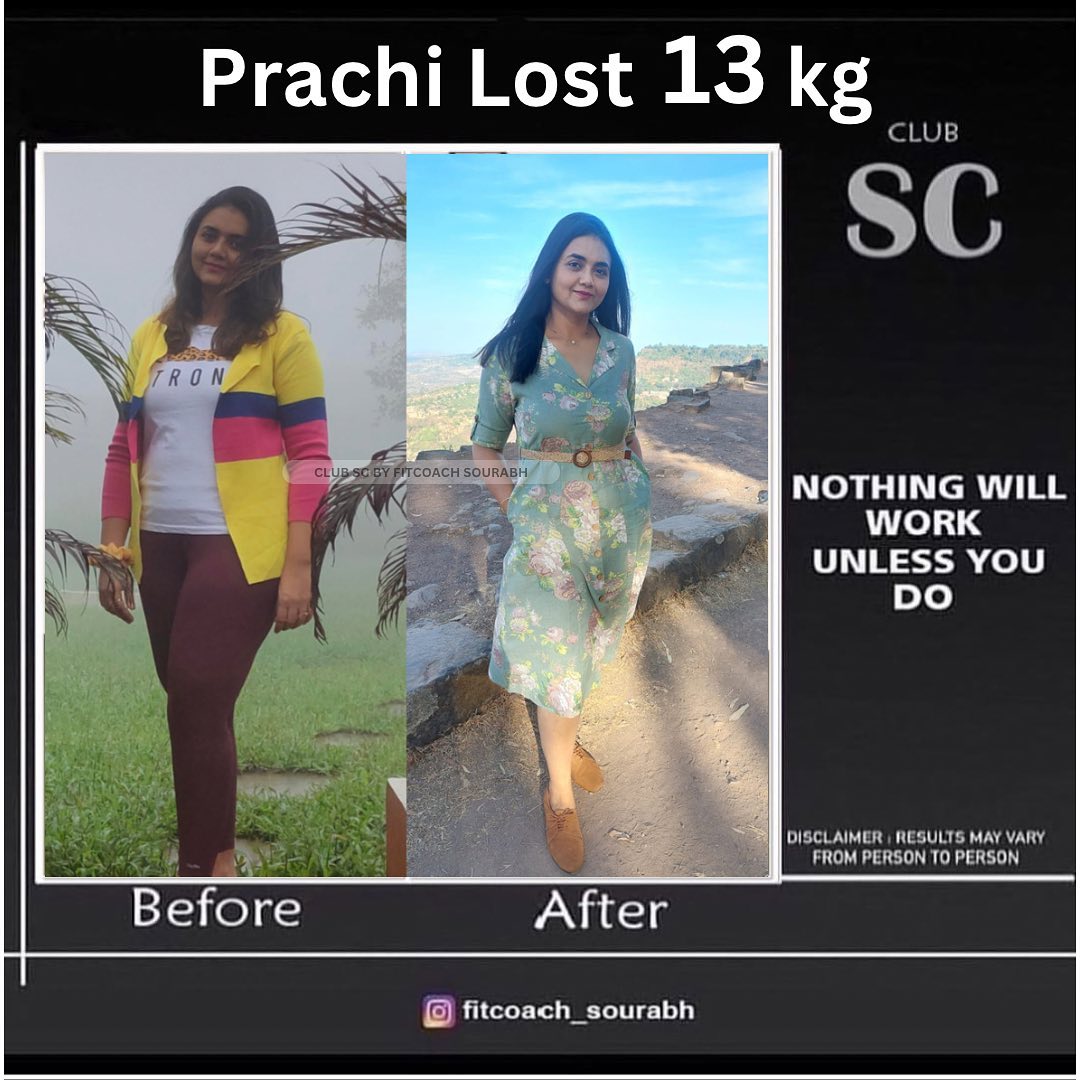 Prachi Lost 13 kg
CLUB
SC
TRON
CLUB SC BY FITCOACH SOURABH
NOTHING WILL
WORK
UNLESS YOU
DO
DISCLAIMER : RESULTS MAY VARY
FROM PERSON TO PERSON
Before
After
fitcoach_sourabh